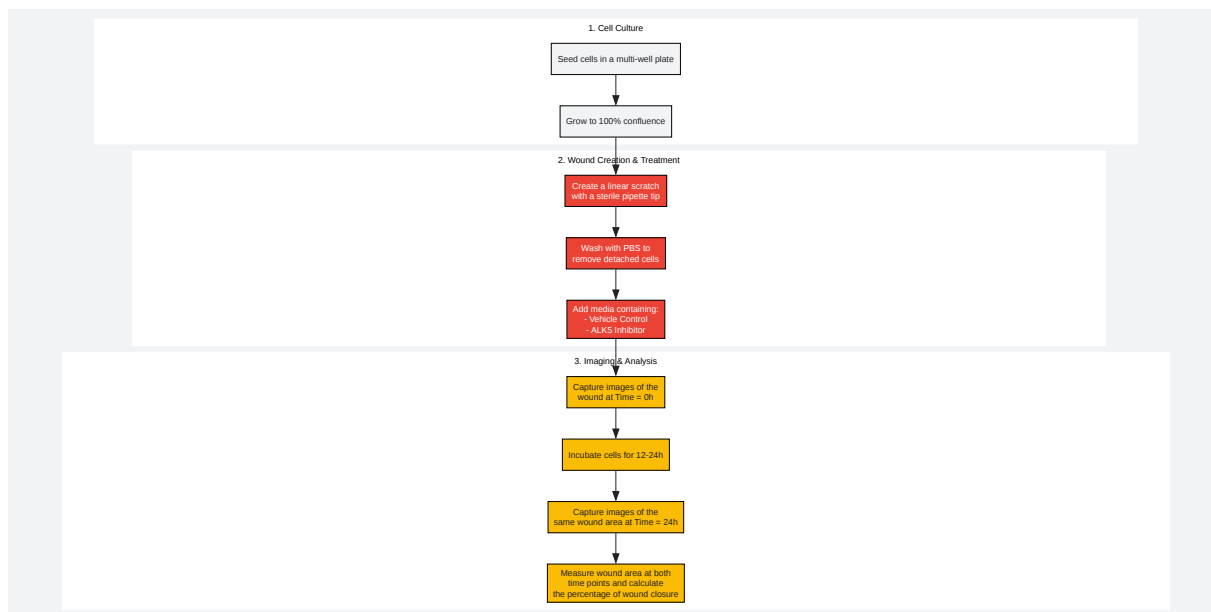 1. Cell Culture
Seed cells in a multi-well plate
Grow to 100% confluence
2. Wound Creation & Treatment
Create a linear scratch
with a sterile pipette tip
Wash with PBS to
remove detached cells
Add media containing:
- Vehicle Control
- ALK5 Inhibitor
3. Imaging & Analysis
Capture images of the
wound at Time = 0h
Incubate cells for 12-24h
Capture images of the
same wound area at Time = 24h
Measure wound area at both
time points and calculate
the percentage of wound closure